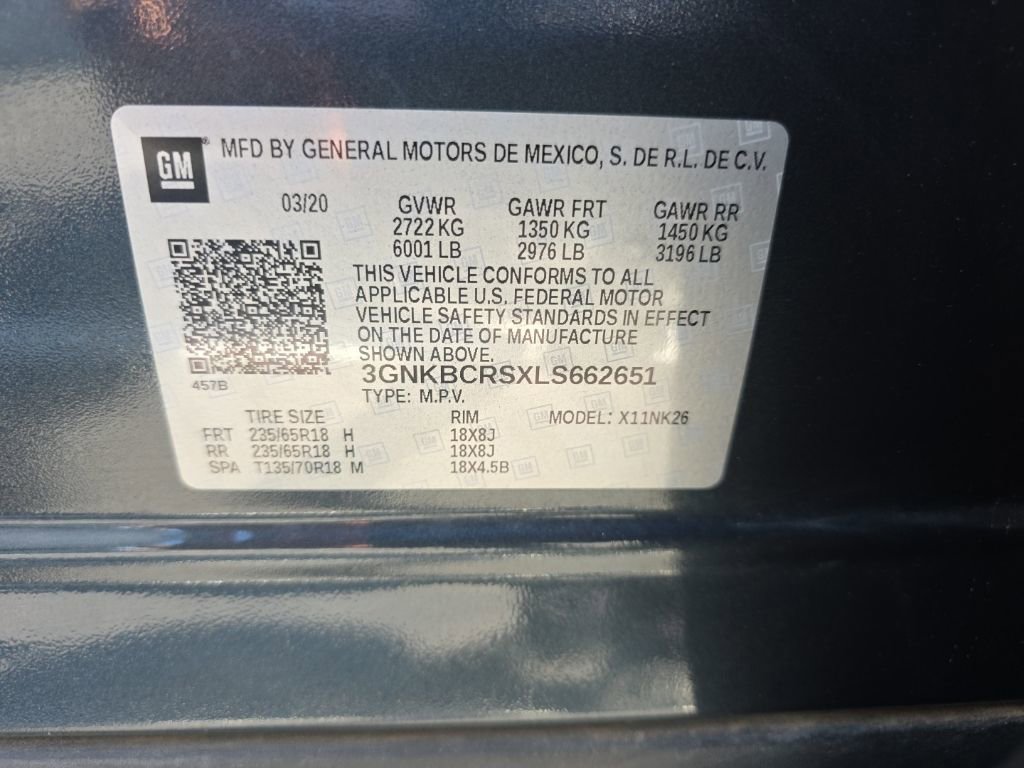 GM® MFD BY GENERAL MOTORS DE MEXICO, S. DE R.L. DE C.V.
03/20 GVWR GAWR FRT GAWR RR
2722 KG 1350 KG 1450 KG
6001 LB 2976 LB 3196 LB
THIS VEHICLE CONFORMS TO ALL
APPLICABLE U.S. FEDERAL MOTOR
VEHICLE SAFETY STANDARDS IN EFFECT
ON THE DATE OF MANUFACTURE
SHOWN ABOVE.
3GNKBCRSXLS662651
457B
TYPE: M.P.V.
TIRE SIZE RIM MODEL: X11NK26
FRT 235/65R18 H 18X8J
RR 235/65R18 H 18X8J
SPA T135/70R18 M 18X4.5B